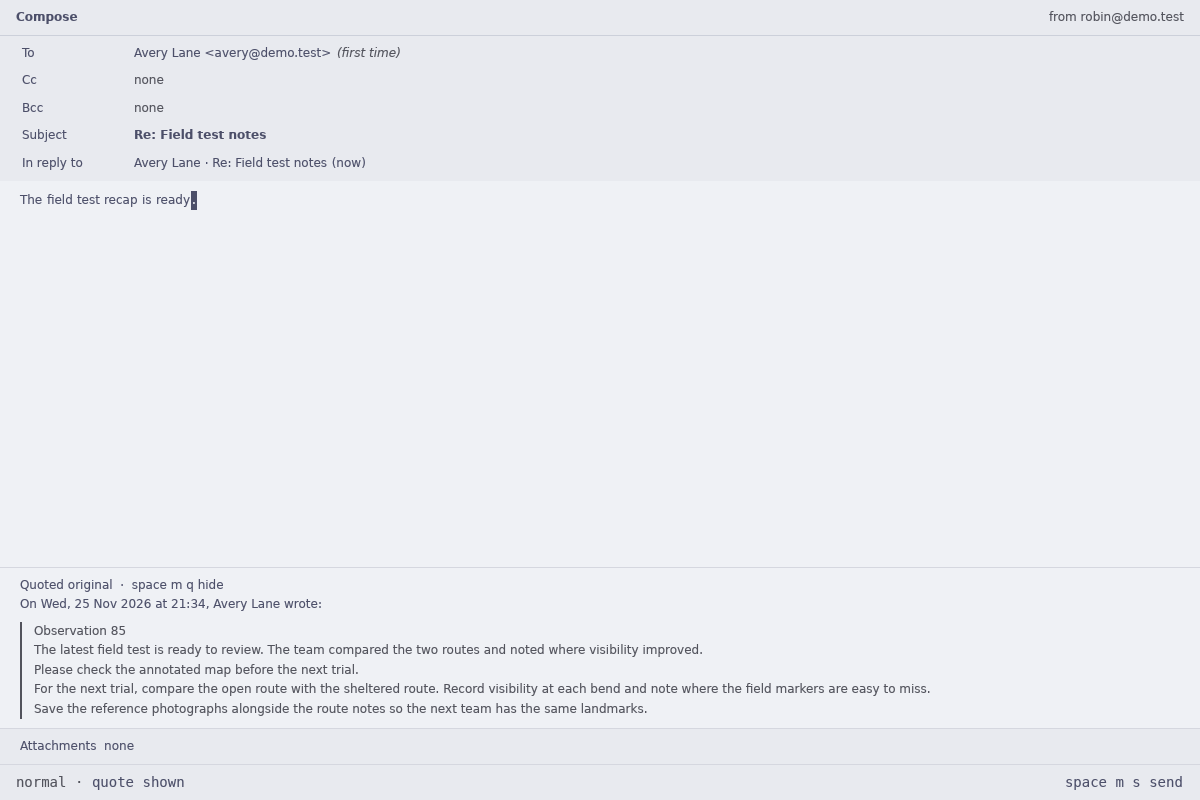 Compose from robin@demo.test
To Avery Lane <avery@demo.test> (first time)
Cc none
Bcc none
Subject Re: Field test notes
In reply to Avery Lane · Re: Field test notes (now)
The field test recap is ready.
Quoted original · space m q hide
On Wed, 25 Nov 2026 at 21:34, Avery Lane wrote:
Observation 85
The latest field test is ready to review. The team compared the two routes and noted where visibility improved.
Please check the annotated map before the next trial.
For the next trial, compare the open route with the sheltered route. Record visibility at each bend and note where the field markers are easy to miss.
Save the reference photographs alongside the route notes so the next team has the same landmarks.
Attachments none
normal · quote shown space m s send